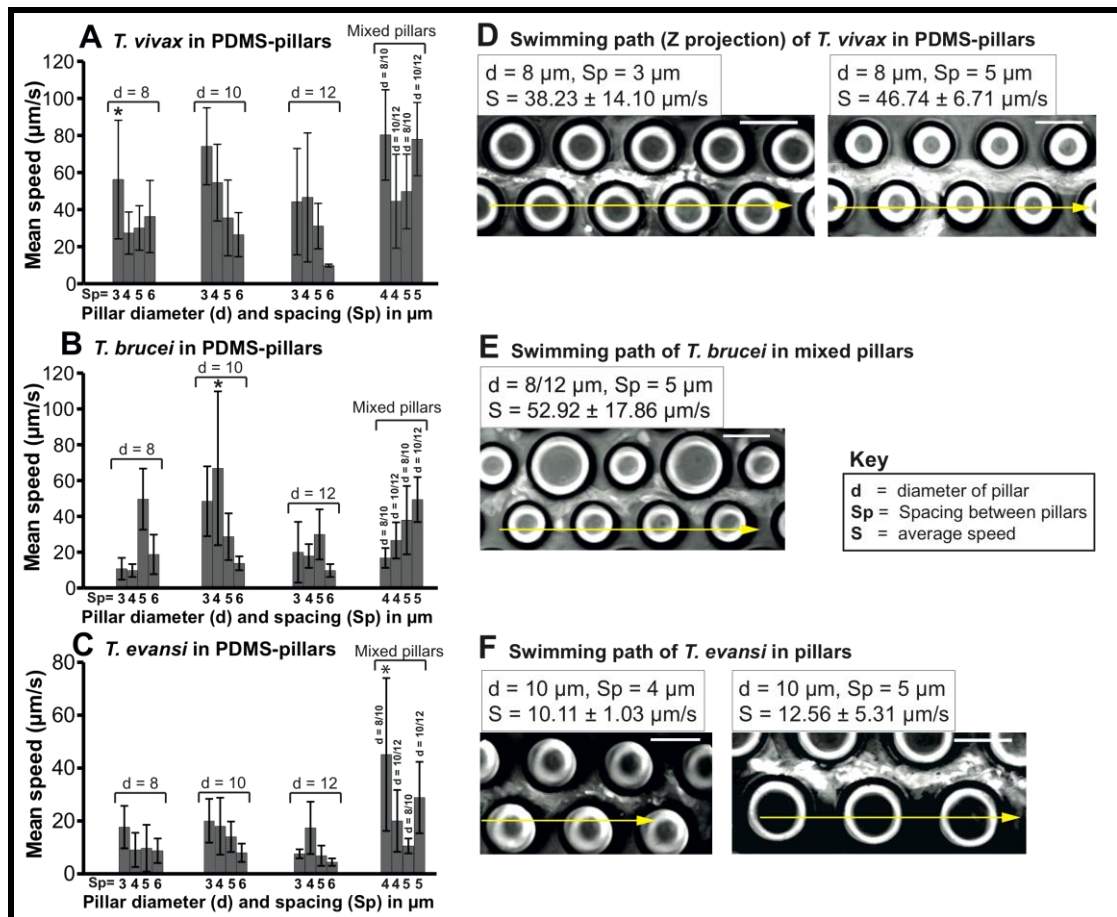 A T. vivax in PDMS-pillars
Mixed pillars
d = 8/10
d = 10/12
d = 8/10
d = 10/12
d = 8
d = 10
d = 12
*
120
100
80
60
40
20
0
Mean speed (µm/s)
Sp= 3 4 5 6 3 4 5 6 3 4 5 6 4 4 5 5
Pillar diameter (d) and spacing (Sp) in µm
B T. brucei in PDMS-pillars
d = 10
*
Mixed pillars
d = 8/10
d = 10/12
d = 8/10
d = 10/12
d = 8
d = 12
120
100
80
60
40
20
0
Mean speed (µm/s)
Sp= 3 4 5 6 3 4 5 6 3 4 5 6 4 4 5 5
Pillar diameter (d) and spacing (Sp) in µm
C T. evansi in PDMS-pillars
Mixed pillars
*
d = 8/10
d = 10/12
d = 8/10
d = 10/12
d = 8
d = 10
d = 12
80
60
40
20
0
Mean speed (µm/s)
Sp= 3 4 5 6 3 4 5 6 3 4 5 6 4 4 5 5
Pillar diameter (d) and spacing (Sp) in µm
D Swimming path (Z projection) of T. vivax in PDMS-pillars
d = 8 µm, Sp = 3 µm
S = 38.23 ± 14.10 µm/s
d = 8 µm, Sp = 5 µm
S = 46.74 ± 6.71 µm/s
E Swimming path of T. brucei in mixed pillars
d = 8/12 µm, Sp = 5 µm
S = 52.92 ± 17.86 µm/s
Key
d = diameter of pillar
Sp = Spacing between pillars
S = average speed
F Swimming path of T. evansi in pillars
d = 10 µm, Sp = 4 µm
S = 10.11 ± 1.03 µm/s
d = 10 µm, Sp = 5 µm
S = 12.56 ± 5.31 µm/s